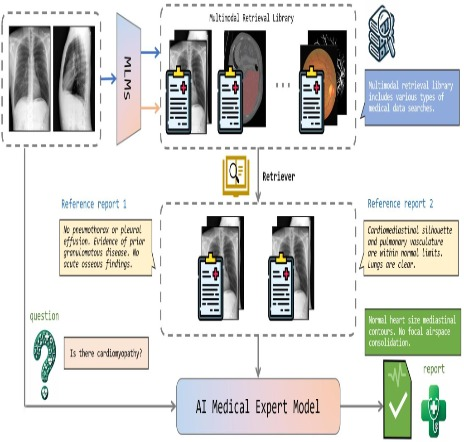 Multimodal Retrieval Library
MLMs
Multimodal retrieval library
includes various types of
medical data searches.
Retriever
Reference report 1
No pneumothorax or pleural
effusion. Evidence of prior
granulomatous disease. No
acute osseous findings.
Reference report 2
Cardiomediastinal silhouette
and pulmonary vasculature
are within normal limits.
Lungs are clear.
question
Is there cardiomyopathy?
Normal heart size mediastinal
contours. No focal airspace
consolidation.
report
AI Medical Expert Model